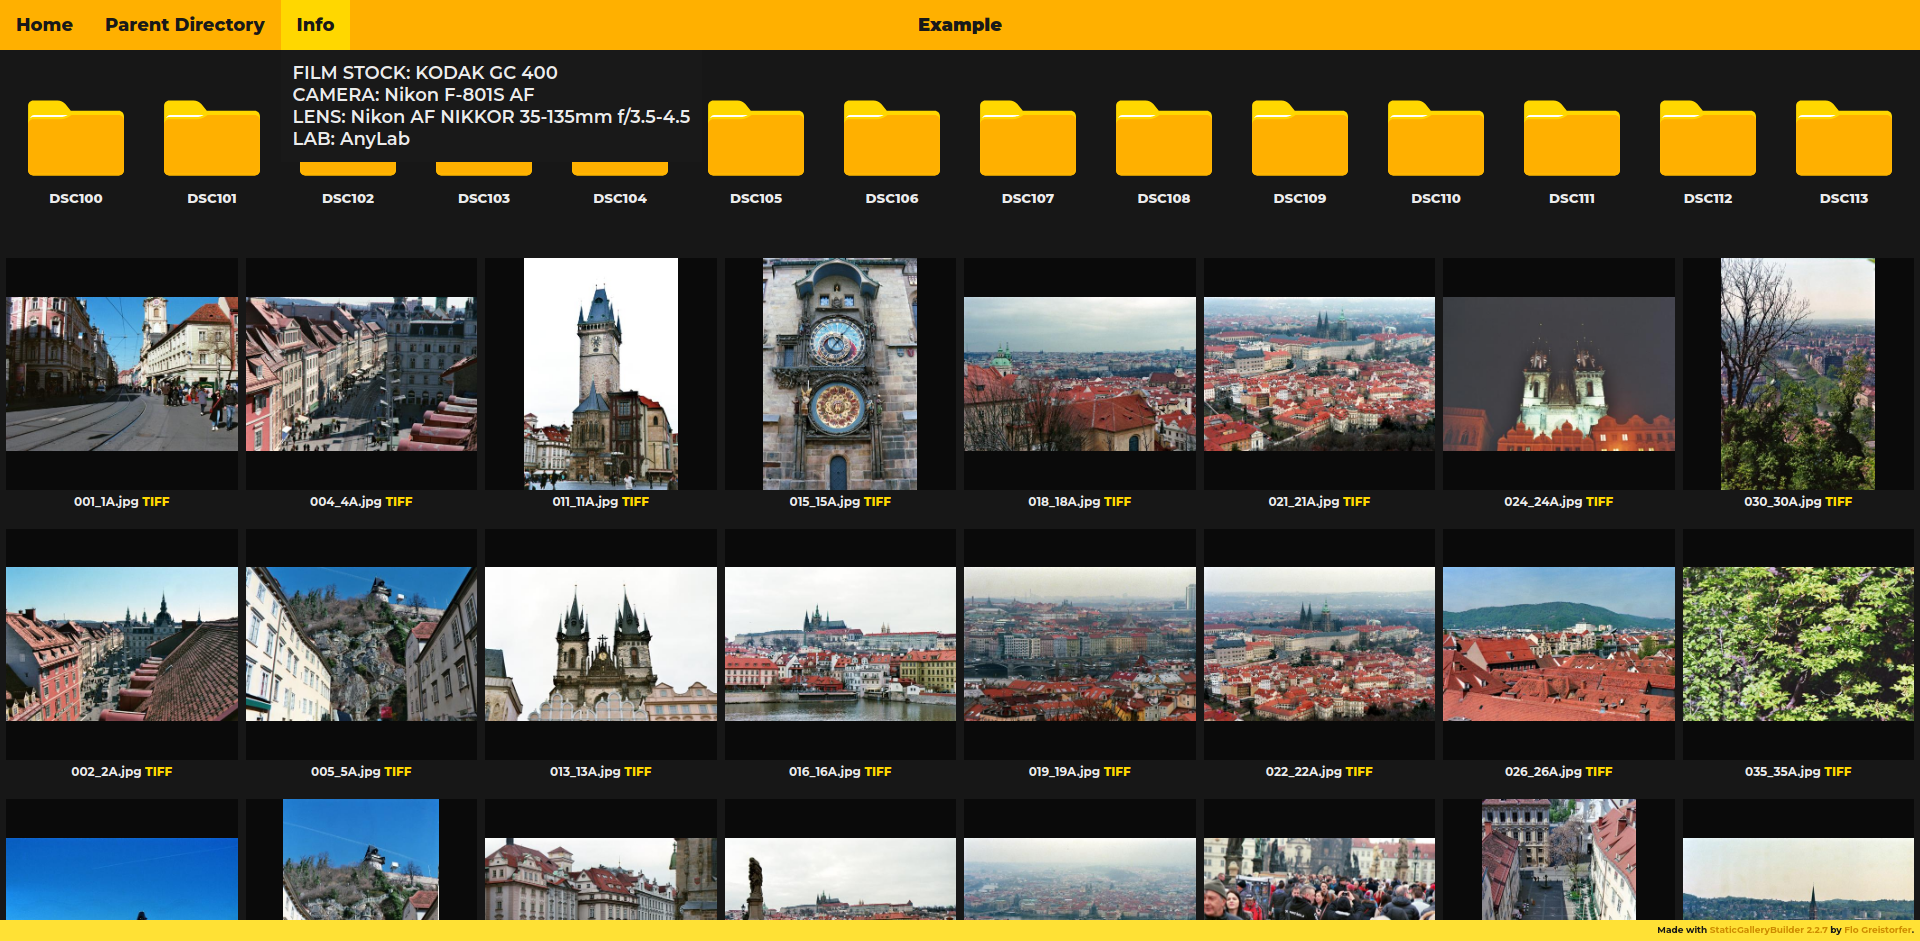 Home Parent Directory Info Example
FILM STOCK: KODAK GC 400
CAMERA: Nikon F-801S AF
LENS: Nikon AF NIKKOR 35-135mm f/3.5-4.5
LAB: AnyLab
DSC100 DSC101 DSC102 DSC103 DSC104 DSC105 DSC106 DSC107 DSC108 DSC109 DSC110 DSC111 DSC112 DSC113
001_1A.jpg TIFF 004_4A.jpg TIFF 011_11A.jpg TIFF 015_15A.jpg TIFF 018_18A.jpg TIFF 021_21A.jpg TIFF 024_24A.jpg TIFF 030_30A.jpg TIFF
002_2A.jpg TIFF 005_5A.jpg TIFF 013_13A.jpg TIFF 016_16A.jpg TIFF 019_19A.jpg TIFF 022_22A.jpg TIFF 026_26A.jpg TIFF 035_35A.jpg TIFF
Made with StaticGalleryBuilder 2.2.7 by Flo Greistorfer.